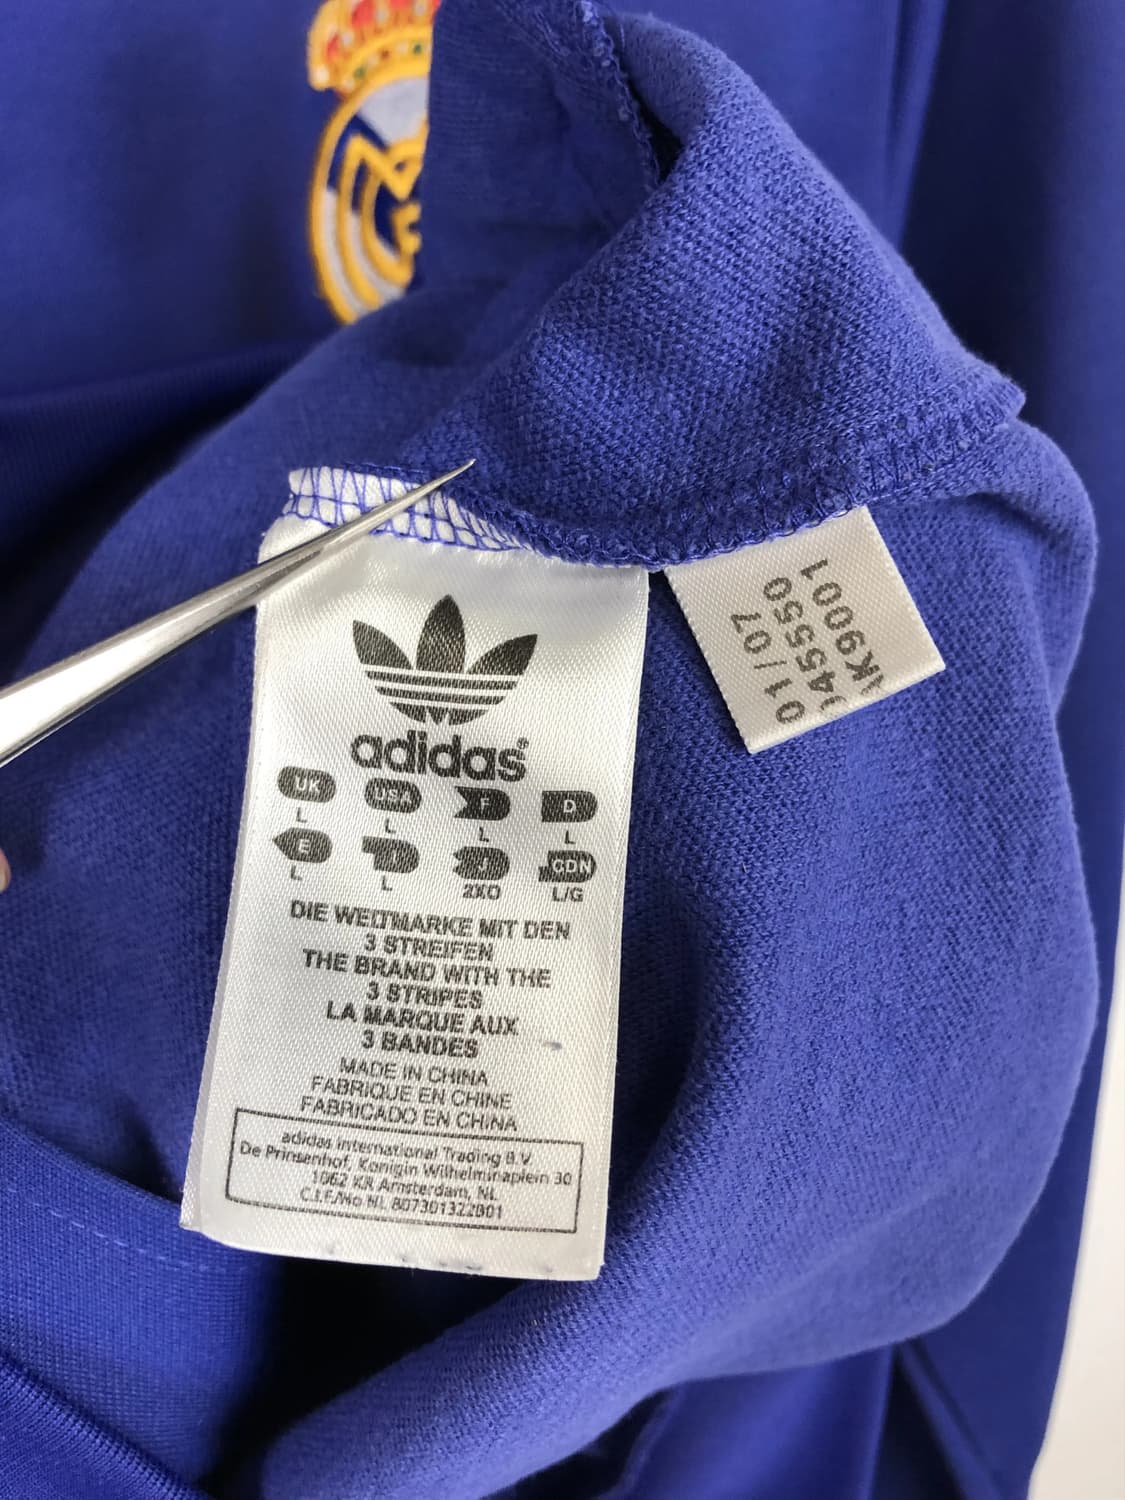 adidas®
UK USA F D
L L L L
E I J CDN
L L 2XO L/G
DIE WELTMARKE MIT DEN
3 STREIFEN
THE BRAND WITH THE
3 STRIPES
LA MARQUE AUX
3 BANDES
MADE IN CHINA
FABRIQUE EN CHINE
FABRICADO EN CHINA
adidas International Trading B.V.
De Prinsenhof, Konigin Wilhelminaplein 30
1062 KR Amsterdam, NL
C.I.F./No NL 807301322B01
01/07
045550
AK9001